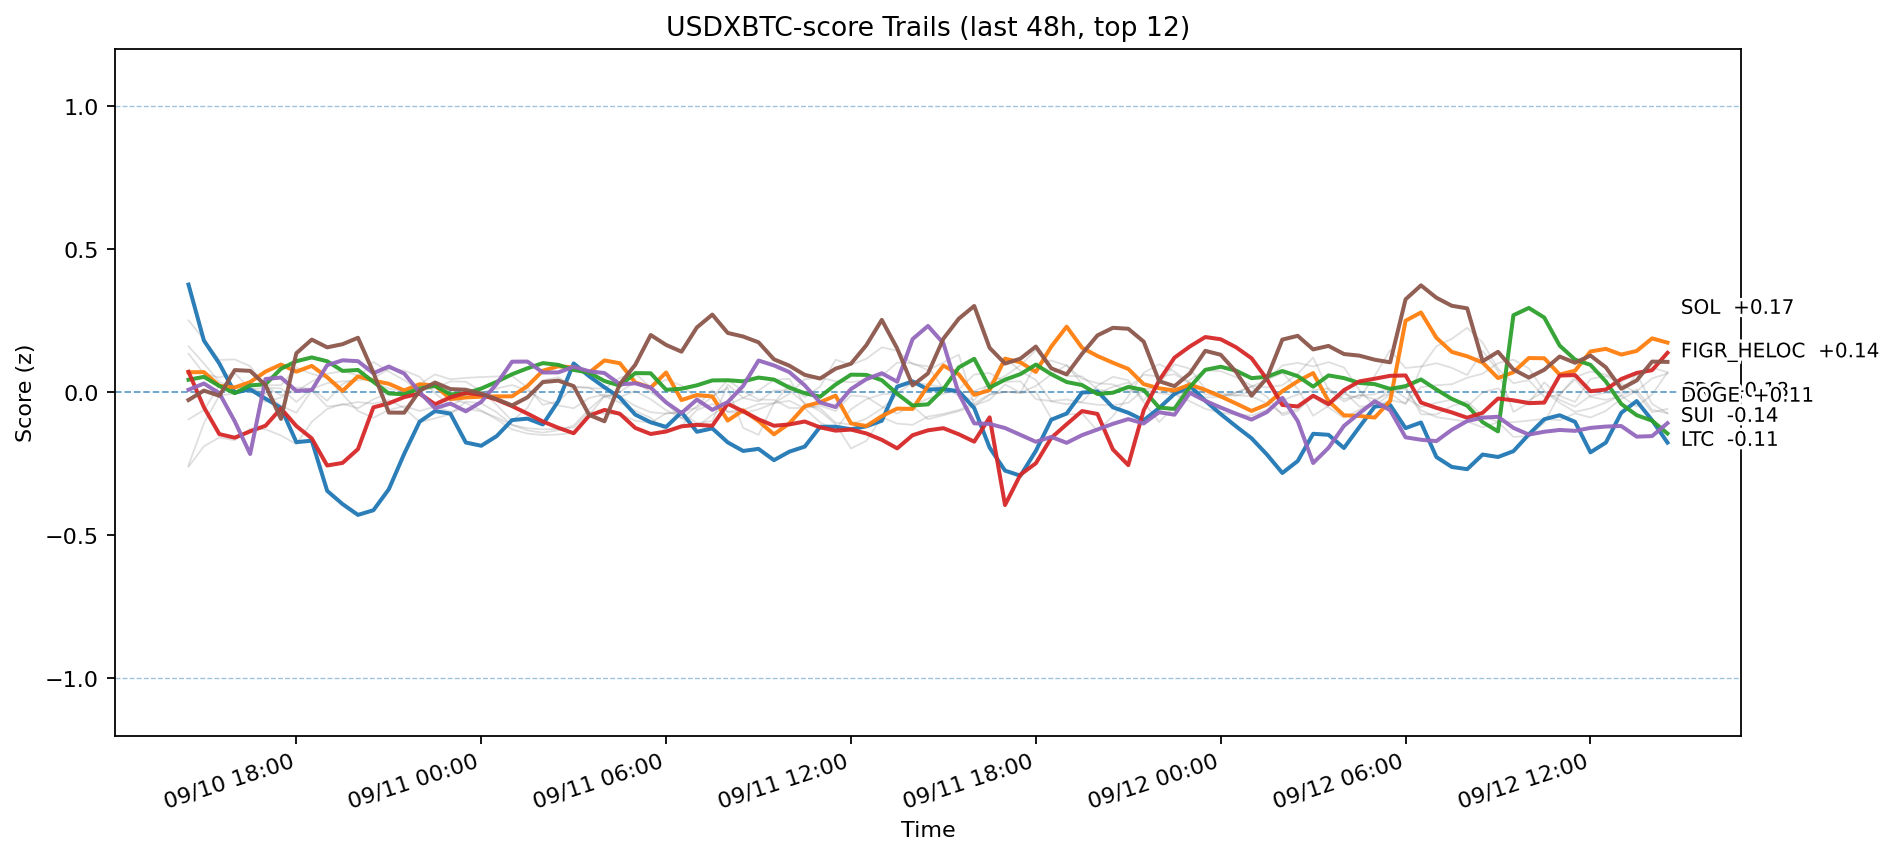 USDXBTC-score Trails (last 48h, top 12)
Score (z)
1.0
0.5
0.0
−0.5
−1.0
SOL +0.17
FIGR_HELOC +0.14
DOGE +0.11
SUI -0.14
LTC -0.11
09/10 18:00
09/11 00:00
09/11 06:00
09/11 12:00
09/11 18:00
09/12 00:00
09/12 06:00
09/12 12:00
Time